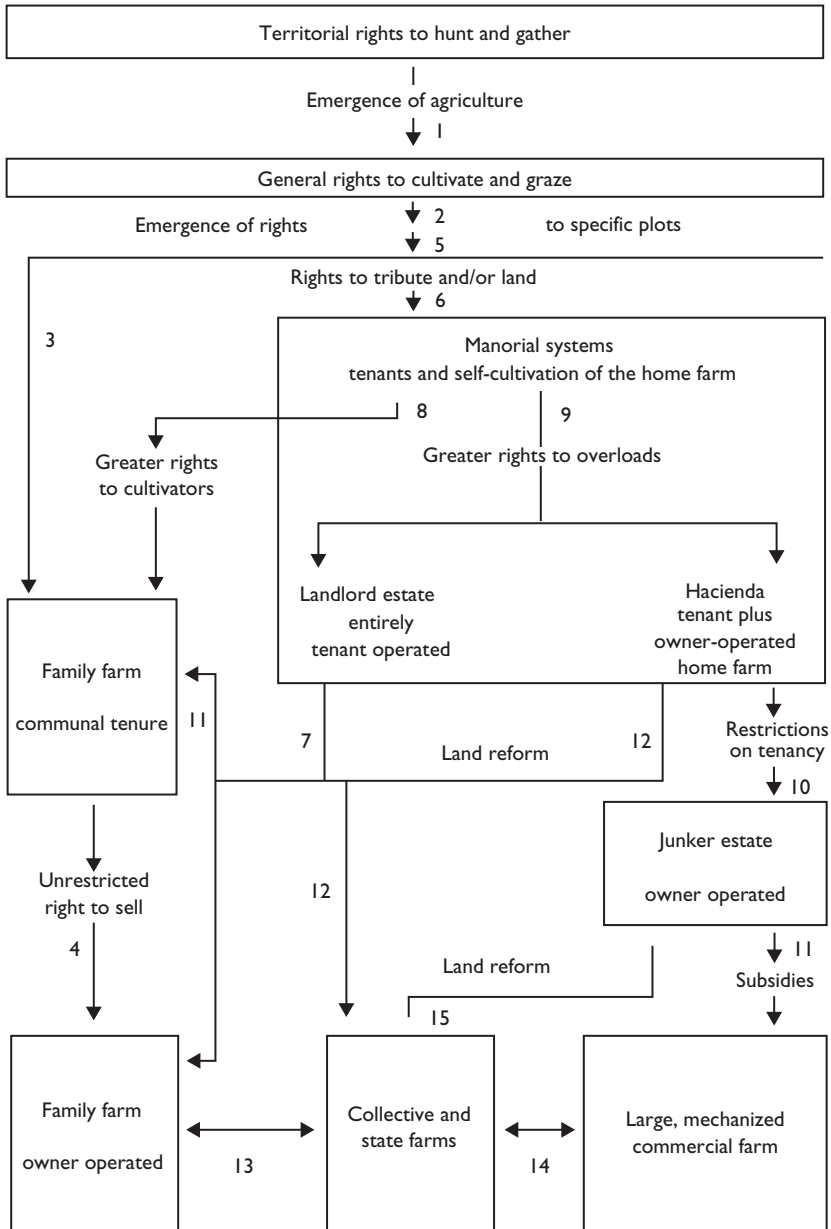 Territorial rights to hunt and gather
Emergence of agriculture
1
General rights to cultivate and graze
2
Emergence of rights to specific plots
5
Rights to tribute and/or land
6
3
Manorial systems
tenants and self-cultivation of the home farm
8 9
Greater rights to overloads
Greater rights
to cultivators
Landlord estate
entirely
tenant operated
Hacienda
tenant plus
owner-operated
home farm
Family farm
communal tenure
11
7
Land reform
12
Restrictions
on tenancy
10
Junker estate
owner operated
Unrestricted
right to sell
4
12
11
Land reform
Subsidies
15
Family farm
owner operated
13
Collective and
state farms
14
Large, mechanized
commercial farm